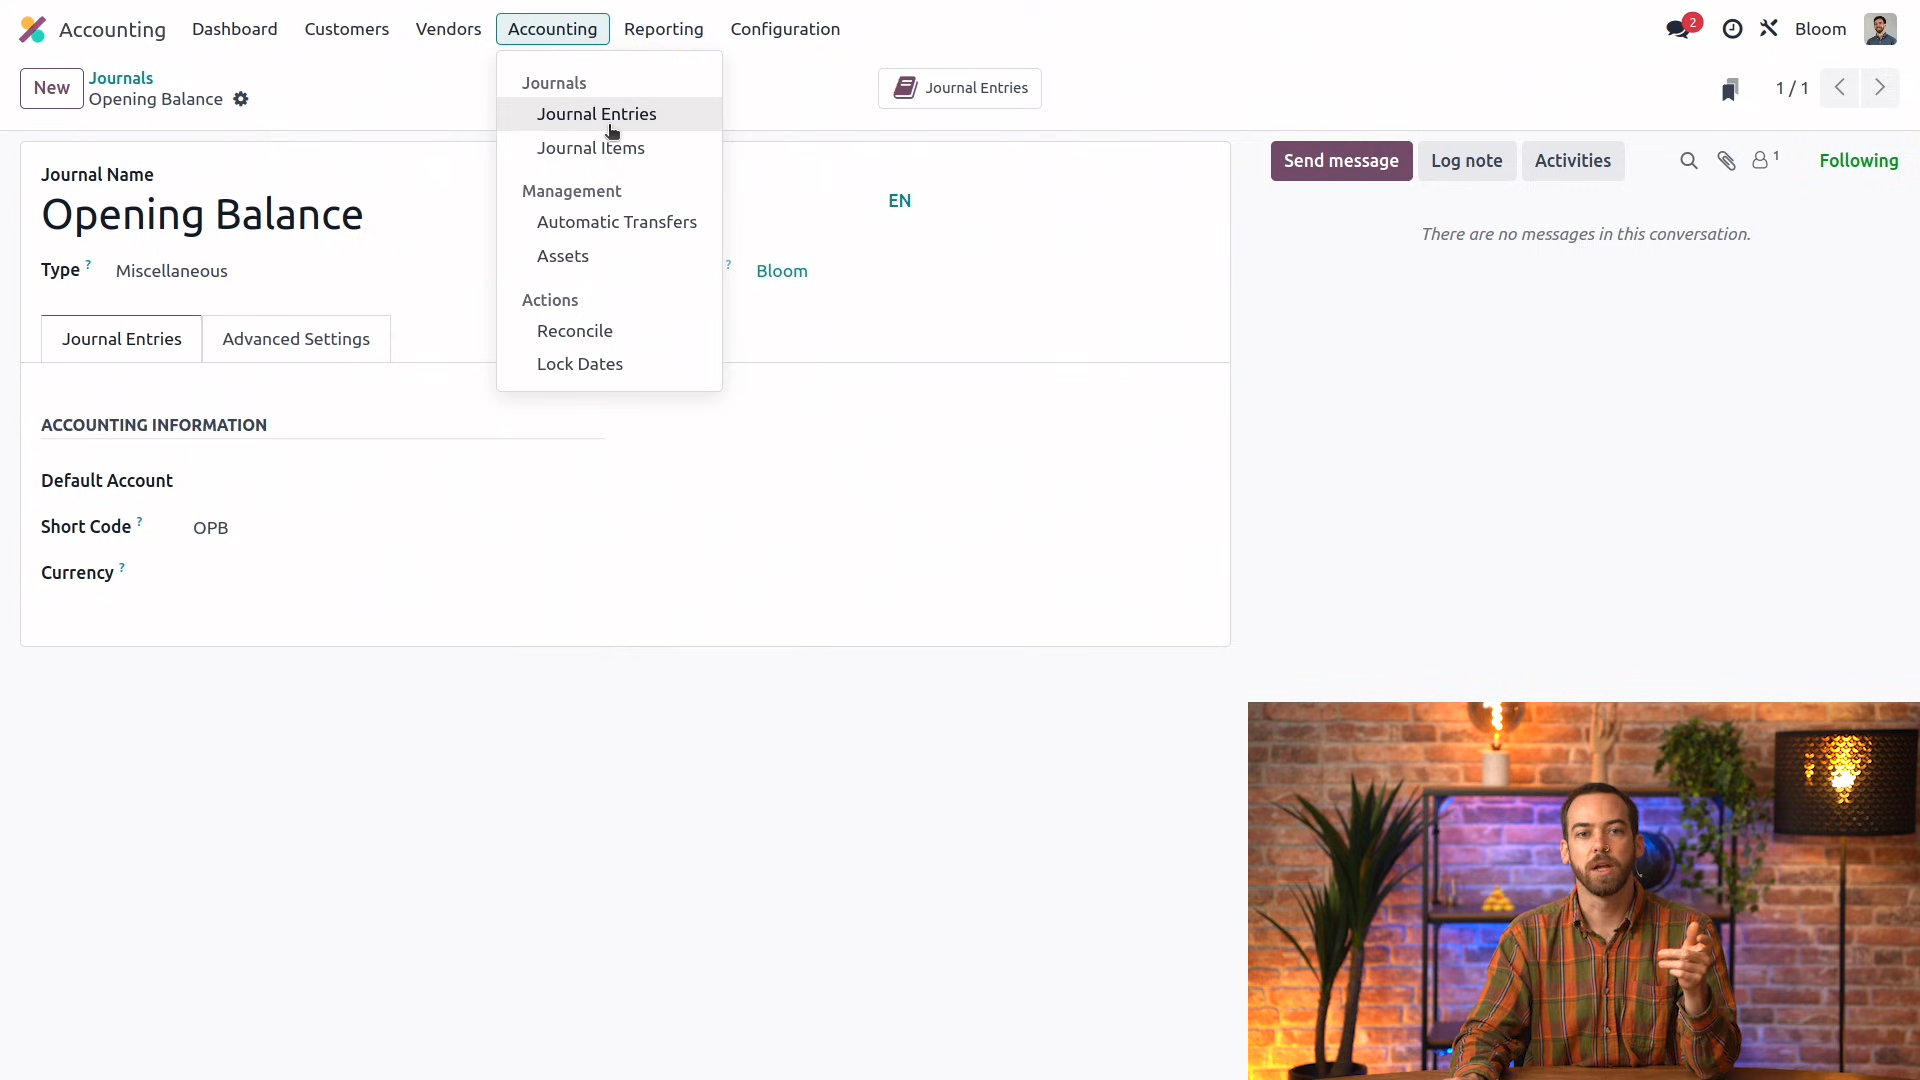 Accounting
Dashboard
Customers
Vendors
Accounting
Reporting
Configuration
2
Bloom
New
Journals
Opening Balance
Journal Entries
1 / 1
Journals
Journal Entries
Journal Items
Management
Automatic Transfers
Assets
Actions
Reconcile
Lock Dates
Journal Name
Opening Balance
EN
Type ?
Miscellaneous
?
Bloom
Journal Entries
Advanced Settings
ACCOUNTING INFORMATION
Default Account
Short Code ?
OPB
Currency ?
Send message
Log note
Activities
1
Following
There are no messages in this conversation.